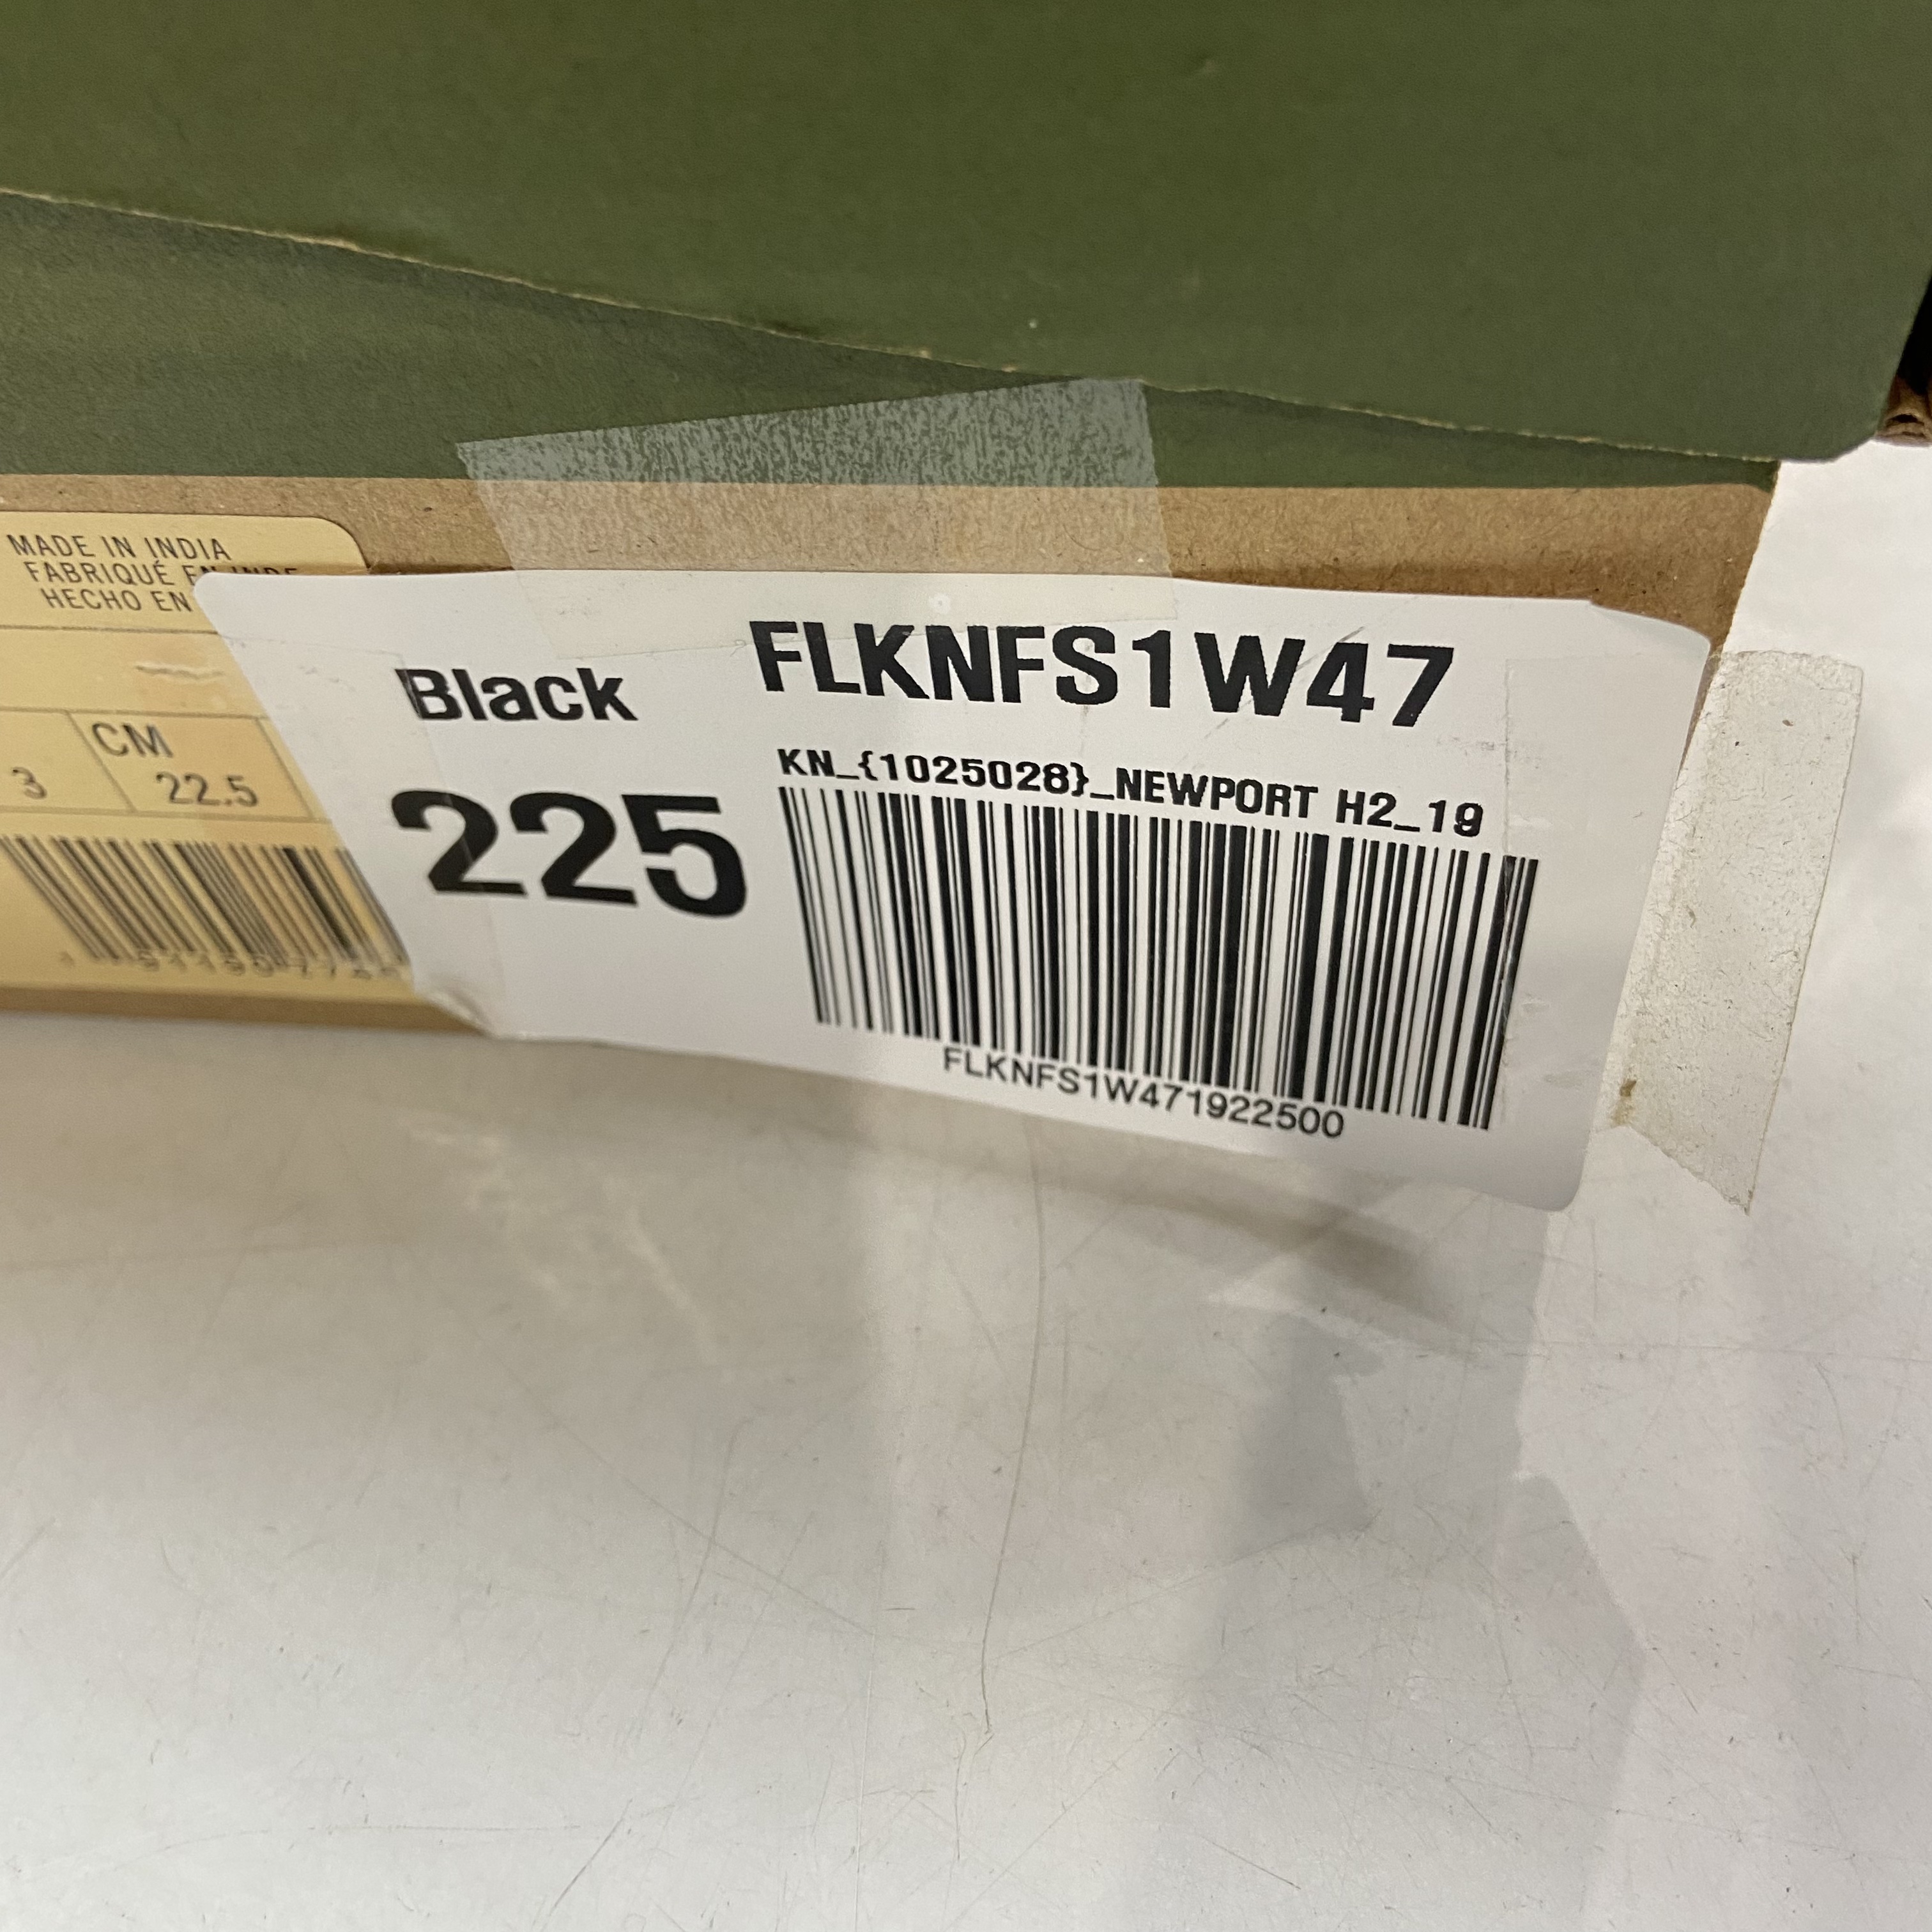 MADE IN INDIA
FABRIQUÉ EN INDE
HECHO EN
CM
3
22.5
Black
FLKNFS1W47
225
KN_{1025028}_NEWPORT H2_19
FLKNFS1W471922500